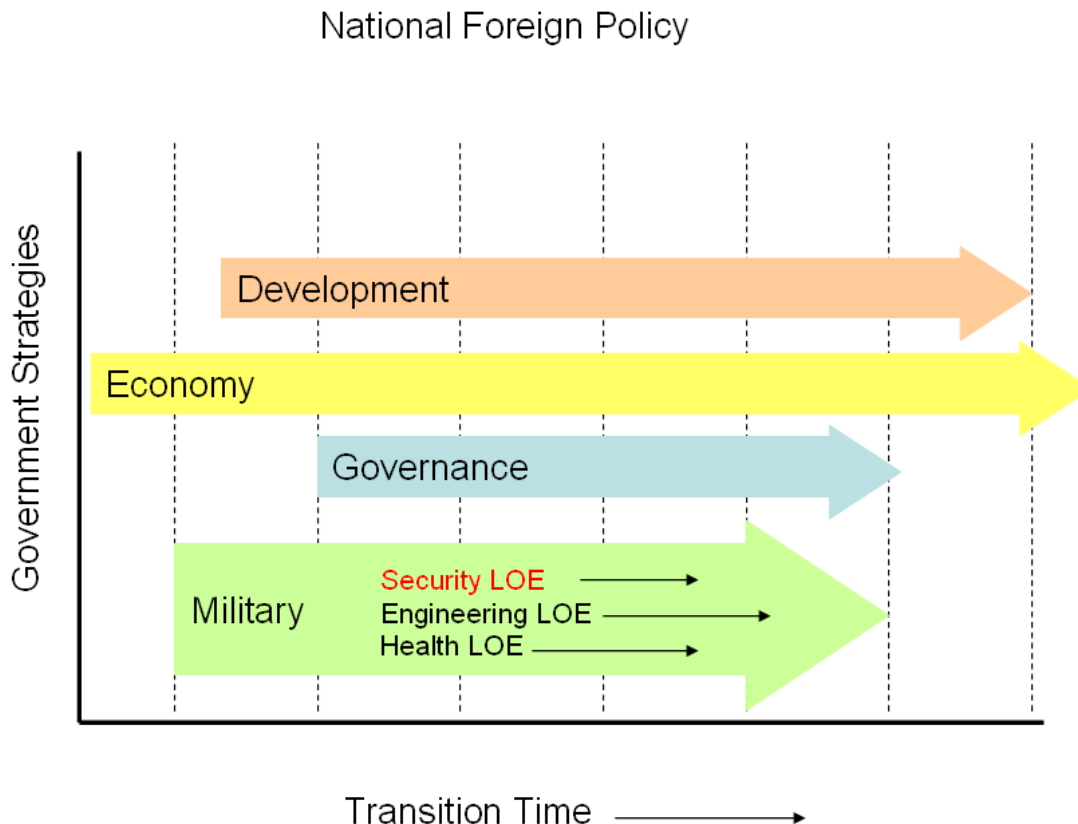 National Foreign Policy
Government Strategies
Development
Economy
Governance
Military
Security LOE
Engineering LOE
Health LOE
Transition Time